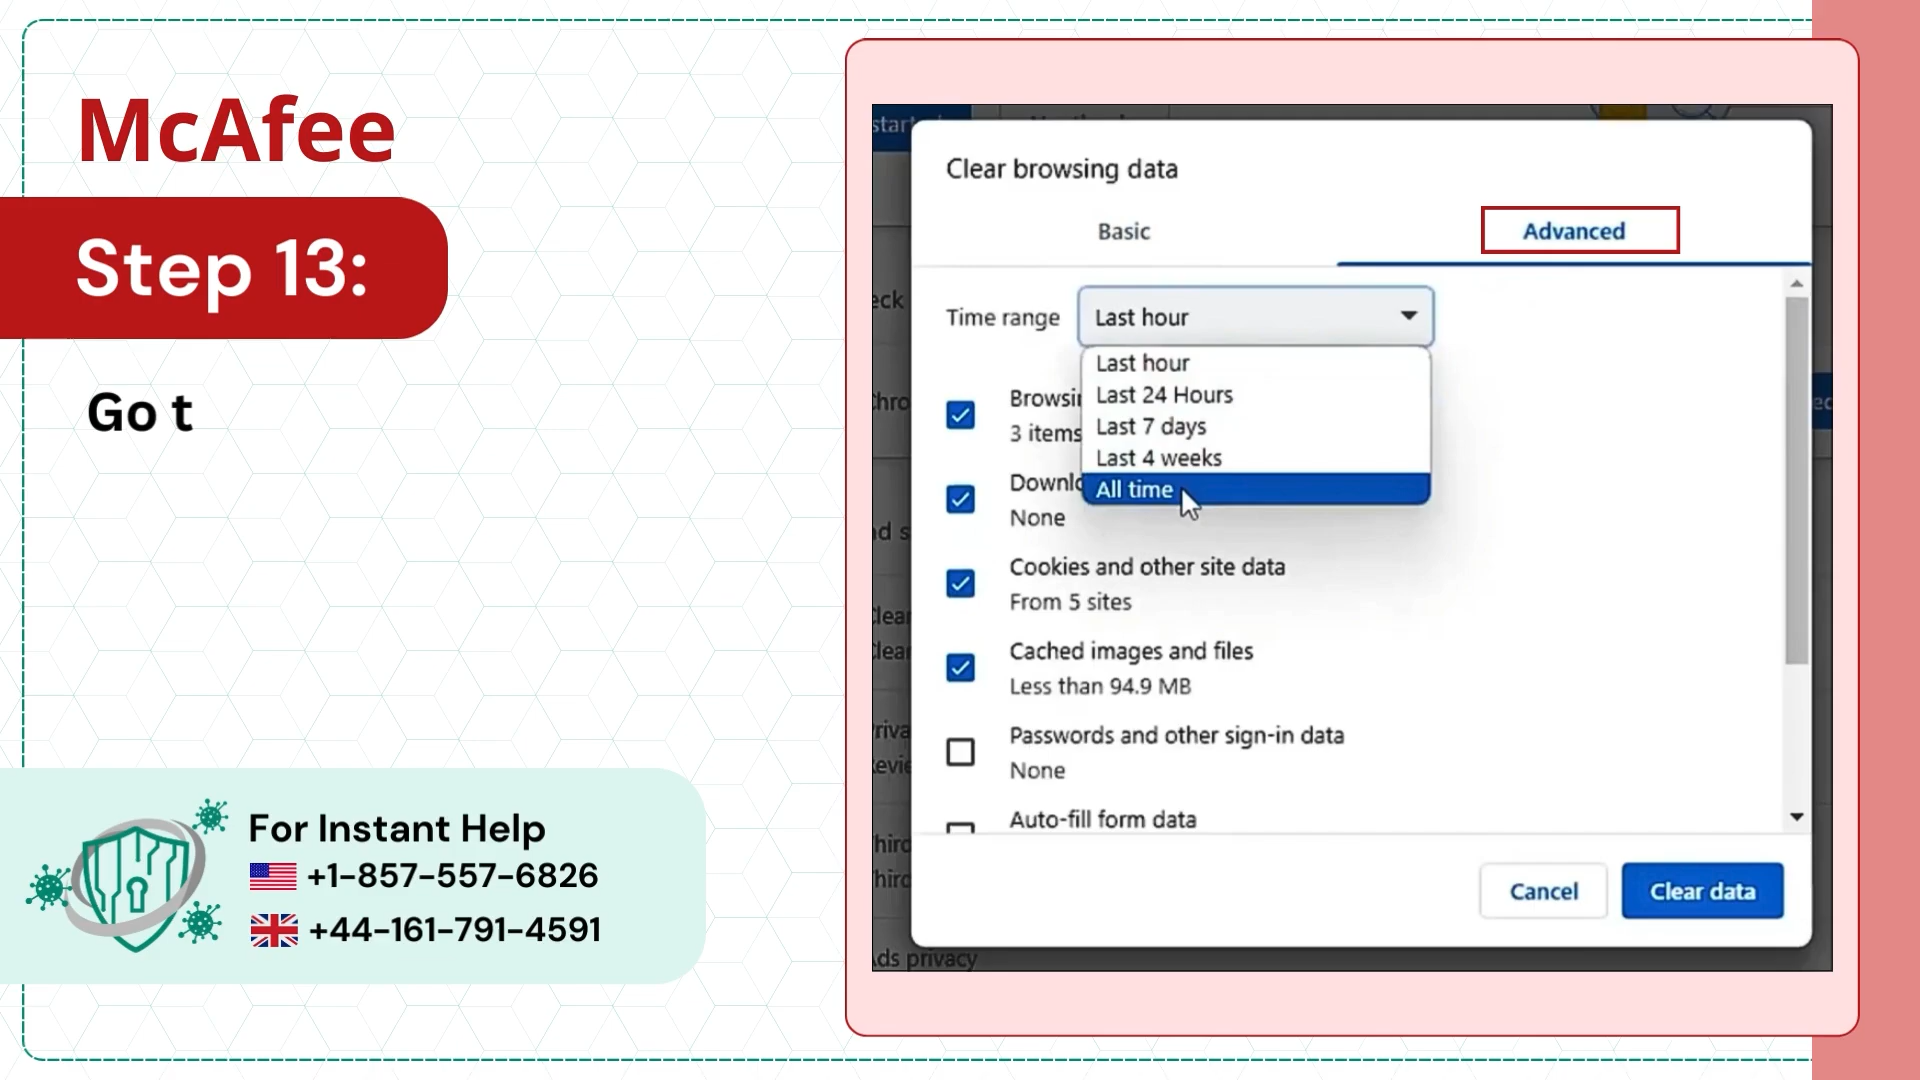 McAfee
Step 13:
Go t
For Instant Help
+1-857-557-6826
+44-161-791-4591
Clear browsing data
Basic
Advanced
Time range
Last hour
Last hour
Last 24 Hours
Last 7 days
Last 4 weeks
All time
Browsi
3 items
Downlo
None
Cookies and other site data
From 5 sites
Cached images and files
Less than 94.9 MB
Passwords and other sign-in data
None
Auto-fill form data
Cancel
Clear data
Ads privacy